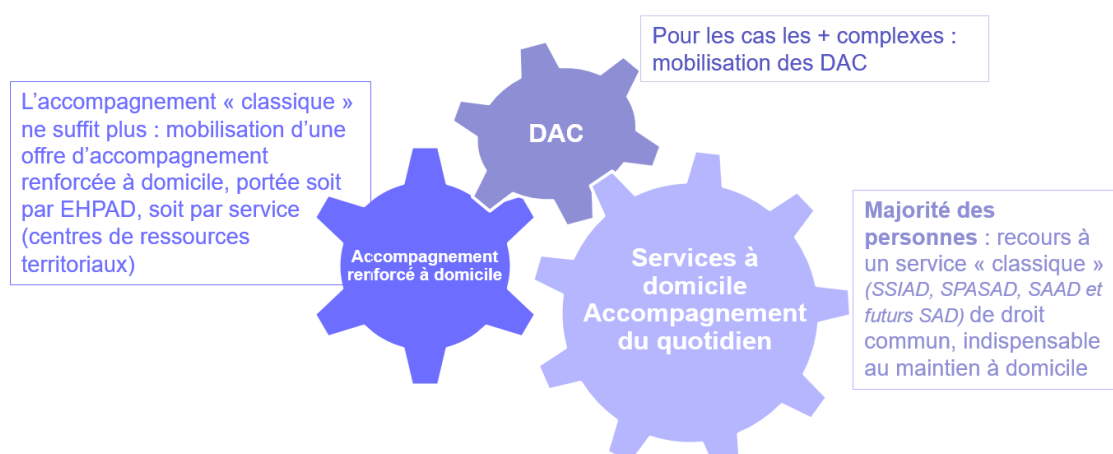 Pour les cas les + complexes :
mobilisation des DAC
L’accompagnement « classique »
ne suffit plus : mobilisation d’une
offre d’accompagnement
renforcée à domicile, portée soit
par EHPAD, soit par service
(centres de ressources
territoriaux)
DAC
Accompagnement
renforcé à domicile
Services à
domicile
Accompagnement
du quotidien
Majorité des
personnes : recours à
un service « classique »
(SSIAD, SPASAD, SAAD et
futurs SAD) de droit
commun, indispensable
au maintien à domicile